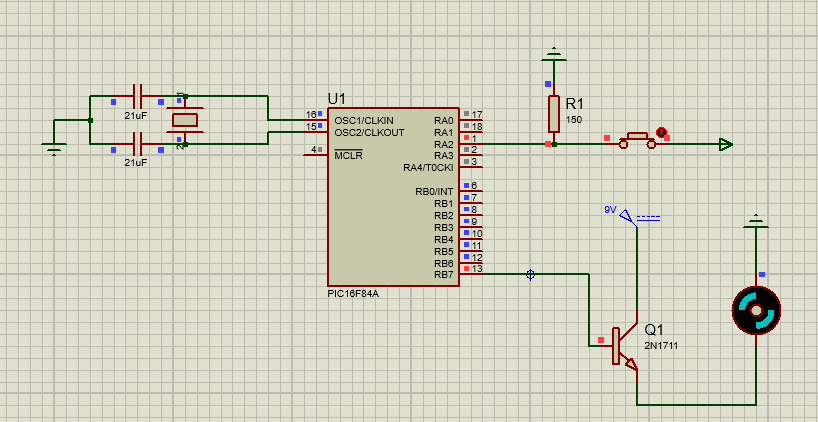 U1
16
15
4
OSC1/CLKIN
OSC2/CLKOUT
MCLR
RA0
RA1
RA2
RA3
RA4/T0CKI
RB0/INT
RB1
RB2
RB3
RB4
RB5
RB6
RB7
17
18
1
2
3
6
7
8
9
10
11
12
13
PIC16F84A
21uF
21uF
1
2
R1
150
9V
Q1
2N1711